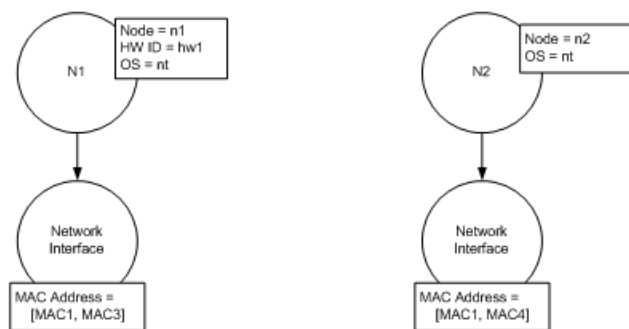 Node = n1
HW ID = hw1
OS = nt
N1
Network
Interface
MAC Address =
[MAC1, MAC3]
Node = n2
OS = nt
N2
Network
Interface
MAC Address =
[MAC1, MAC4]